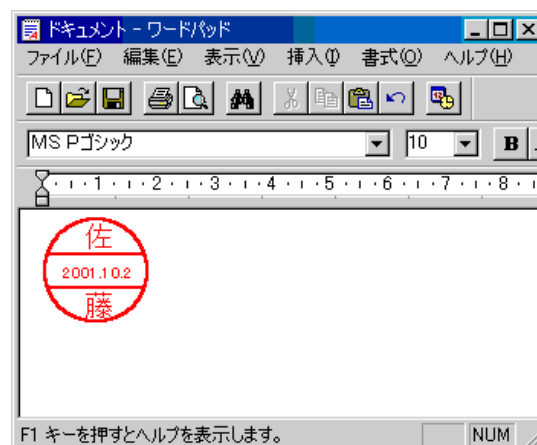 ドキュメント - ワードパッド
ファイル(F) 編集(E) 表示(V) 挿入(I) 書式(O) ヘルプ(H)
MS Pゴシック 10 B
1 2 3 4 5 6 7 8
佐
2001.10.2
藤
F1 キーを押すとヘルプを表示します。 NUM